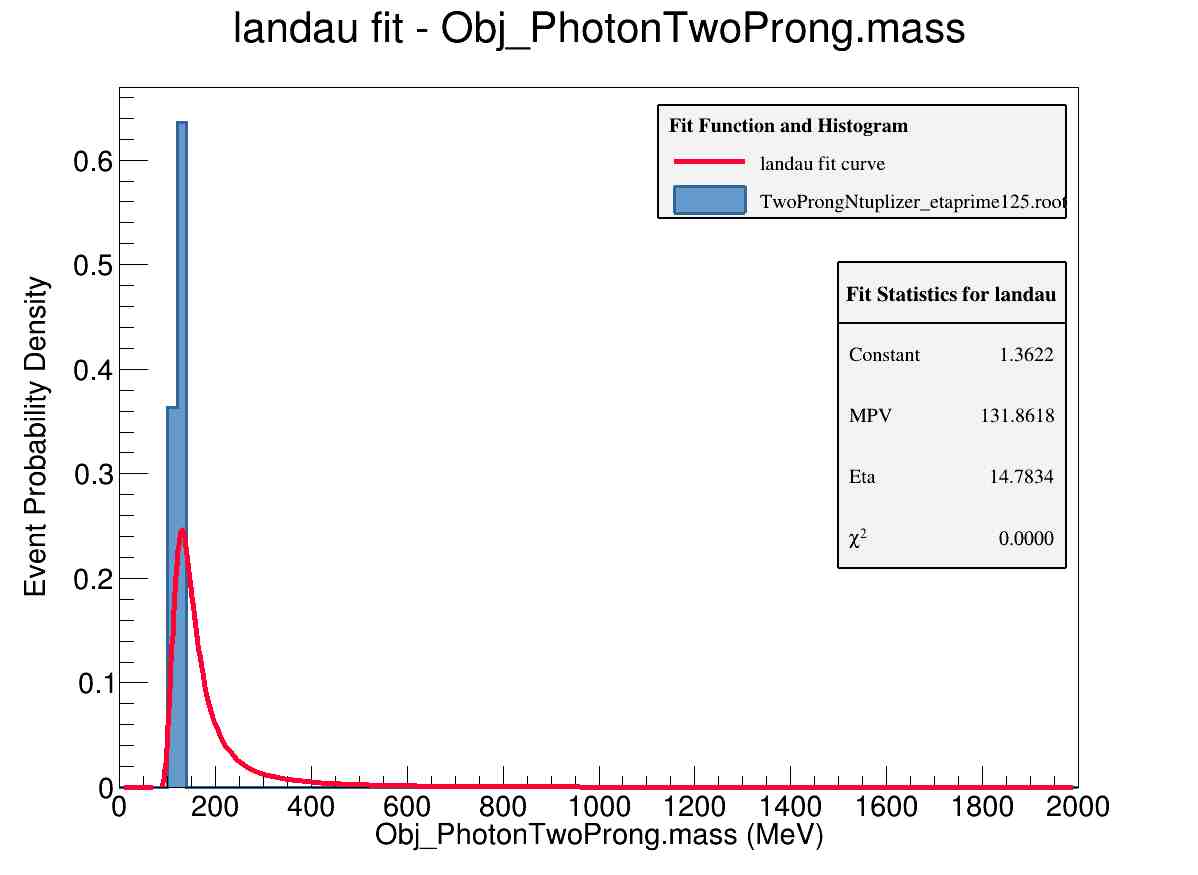 landau fit - Obj_PhotonTwoProng.mass
Fit Function and Histogram
landau fit curve
TwoProngNtuplizer_etaprime125.root
Fit Statistics for landau
Constant 1.3622
MPV 131.8618
Eta 14.7834
χ² 0.0000
Event Probability Density
0.6
0.5
0.4
0.3
0.2
0.1
0
0 200 400 600 800 1000 1200 1400 1600 1800 2000
Obj_PhotonTwoProng.mass (MeV)